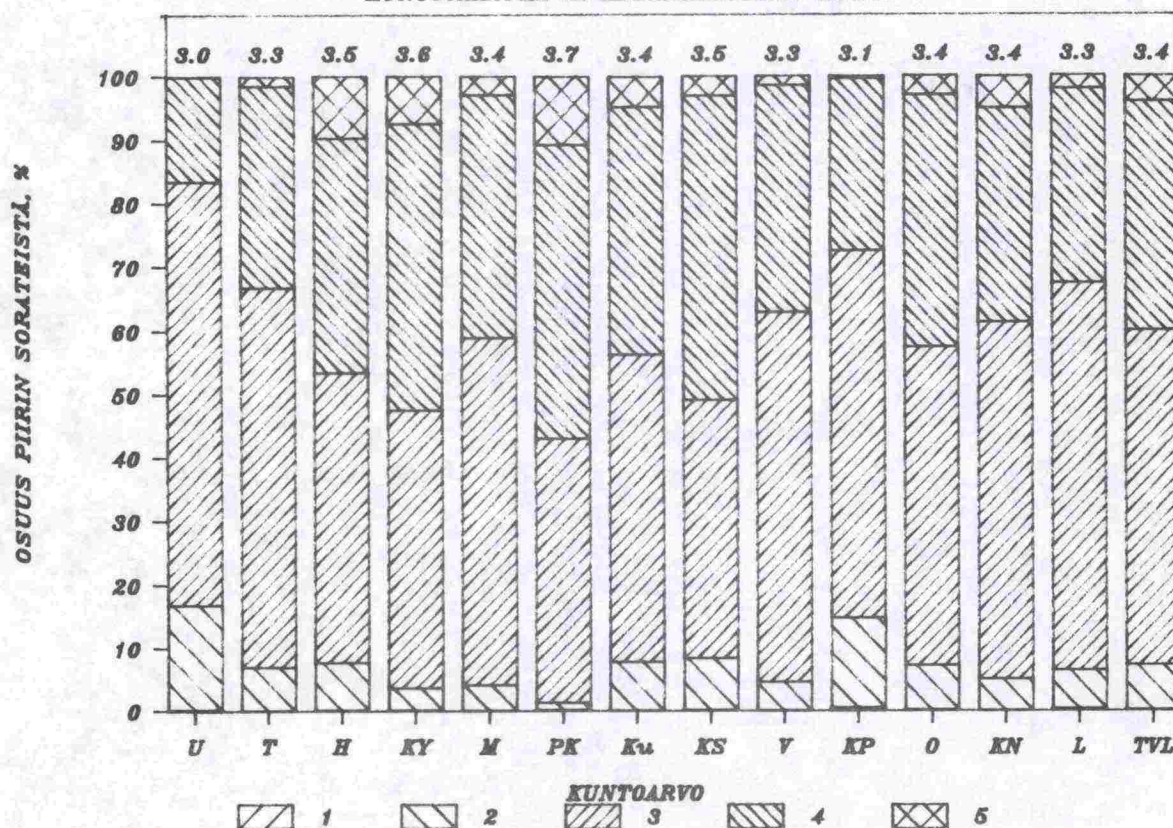 3.0 3.3 3.5 3.6 3.4 3.7 3.4 3.5 3.3 3.1 3.4 3.4 3.3 3.4
100
90
80
70
60
50
40
30
20
10
0
OSUUS PIIRIN SORATEISTÄ, %
U T H KY M PK Ku KS V KP O KN L TVL
KUNTOARVO
1 2 3 4 5